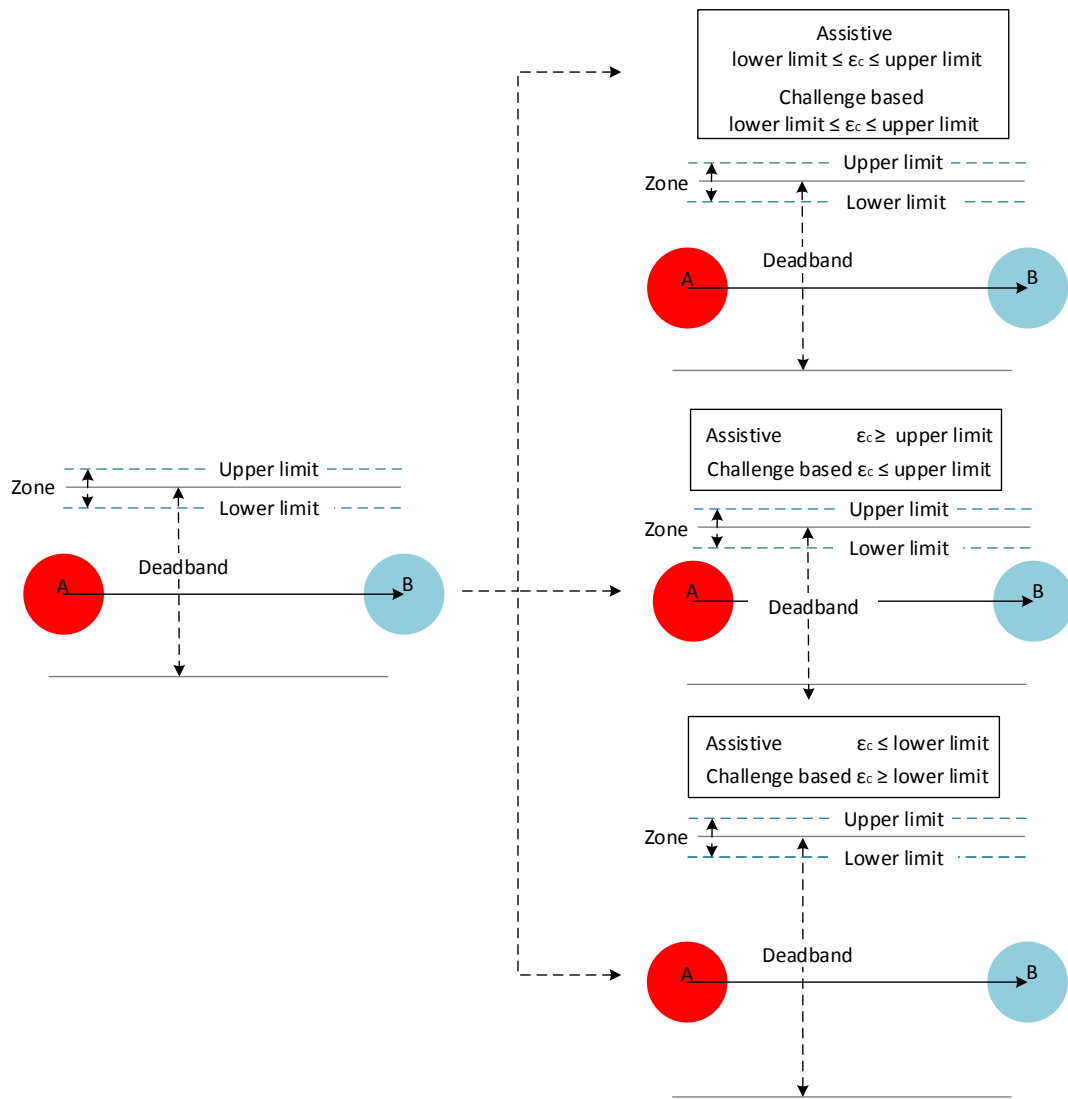 Upper limit
Zone
Lower limit
Deadband
A
B
Assistive
lower limit ≤ εc ≤ upper limit
Challenge based
lower limit ≤ εc ≤ upper limit
Upper limit
Zone
Lower limit
Deadband
A
B
Assistive εc ≥ upper limit
Challenge based εc ≤ upper limit
Upper limit
Zone
Lower limit
A
B
Deadband
Assistive εc ≤ lower limit
Challenge based εc ≥ lower limit
Upper limit
Zone
Lower limit
Deadband
A
B